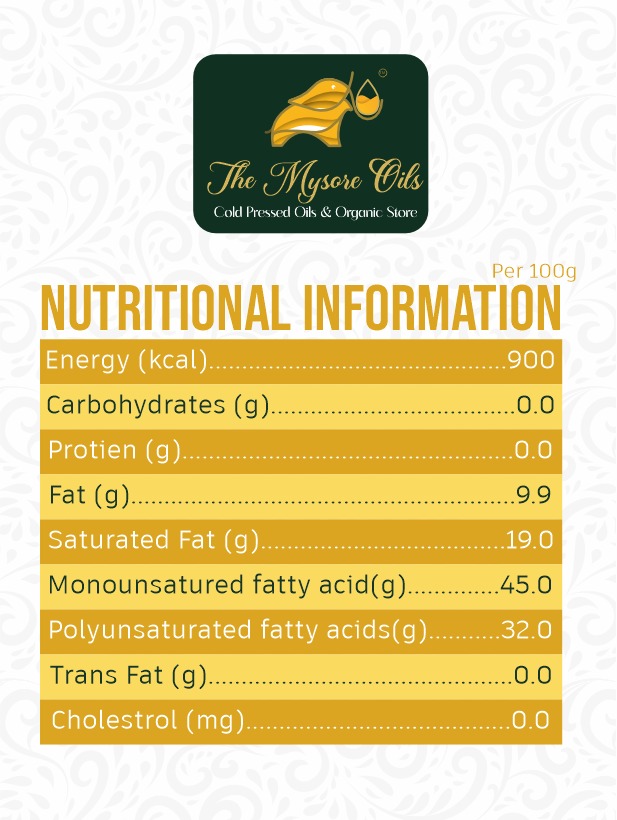 The Mysore Oils
Cold Pressed Oils & Organic Store
Per 100g
NUTRITIONAL INFORMATION
Energy (kcal)................................................900
Carbohydrates (g).......................................0.0
Protien (g).....................................................0.0
Fat (g).............................................................9.9
Saturated Fat (g).......................................19.0
Monounsatured fatty acid(g)..............45.0
Polyunsaturated fatty acids(g)...........32.0
Trans Fat (g)................................................0.0
Cholestrol (mg)..........................................0.0